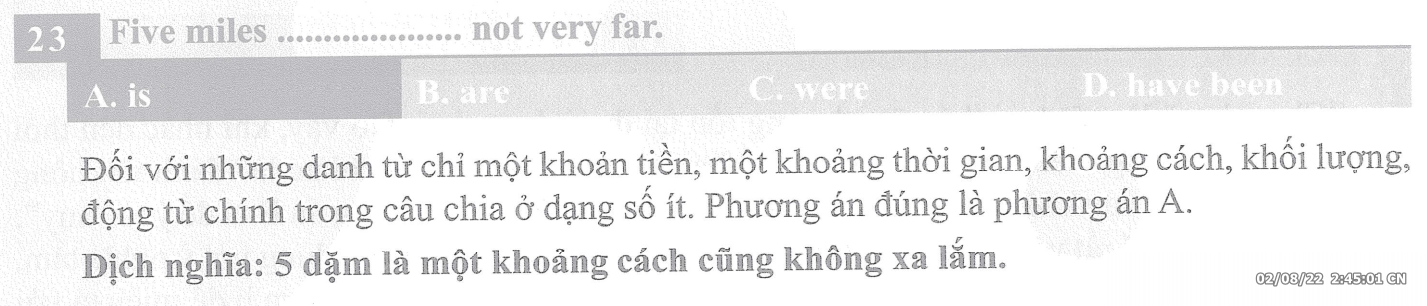 23 Five miles .................... not very far.
A. is B. are C. were D. have been
Đối với những danh từ chỉ một khoản tiền, một khoảng thời gian, khoảng cách, khối lượng,
động từ chính trong câu chia ở dạng số ít. Phương án đúng là phương án A.
Dịch nghĩa: 5 dặm là một khoảng cách cũng không xa lắm.
02/08/22 2:45:01 CN